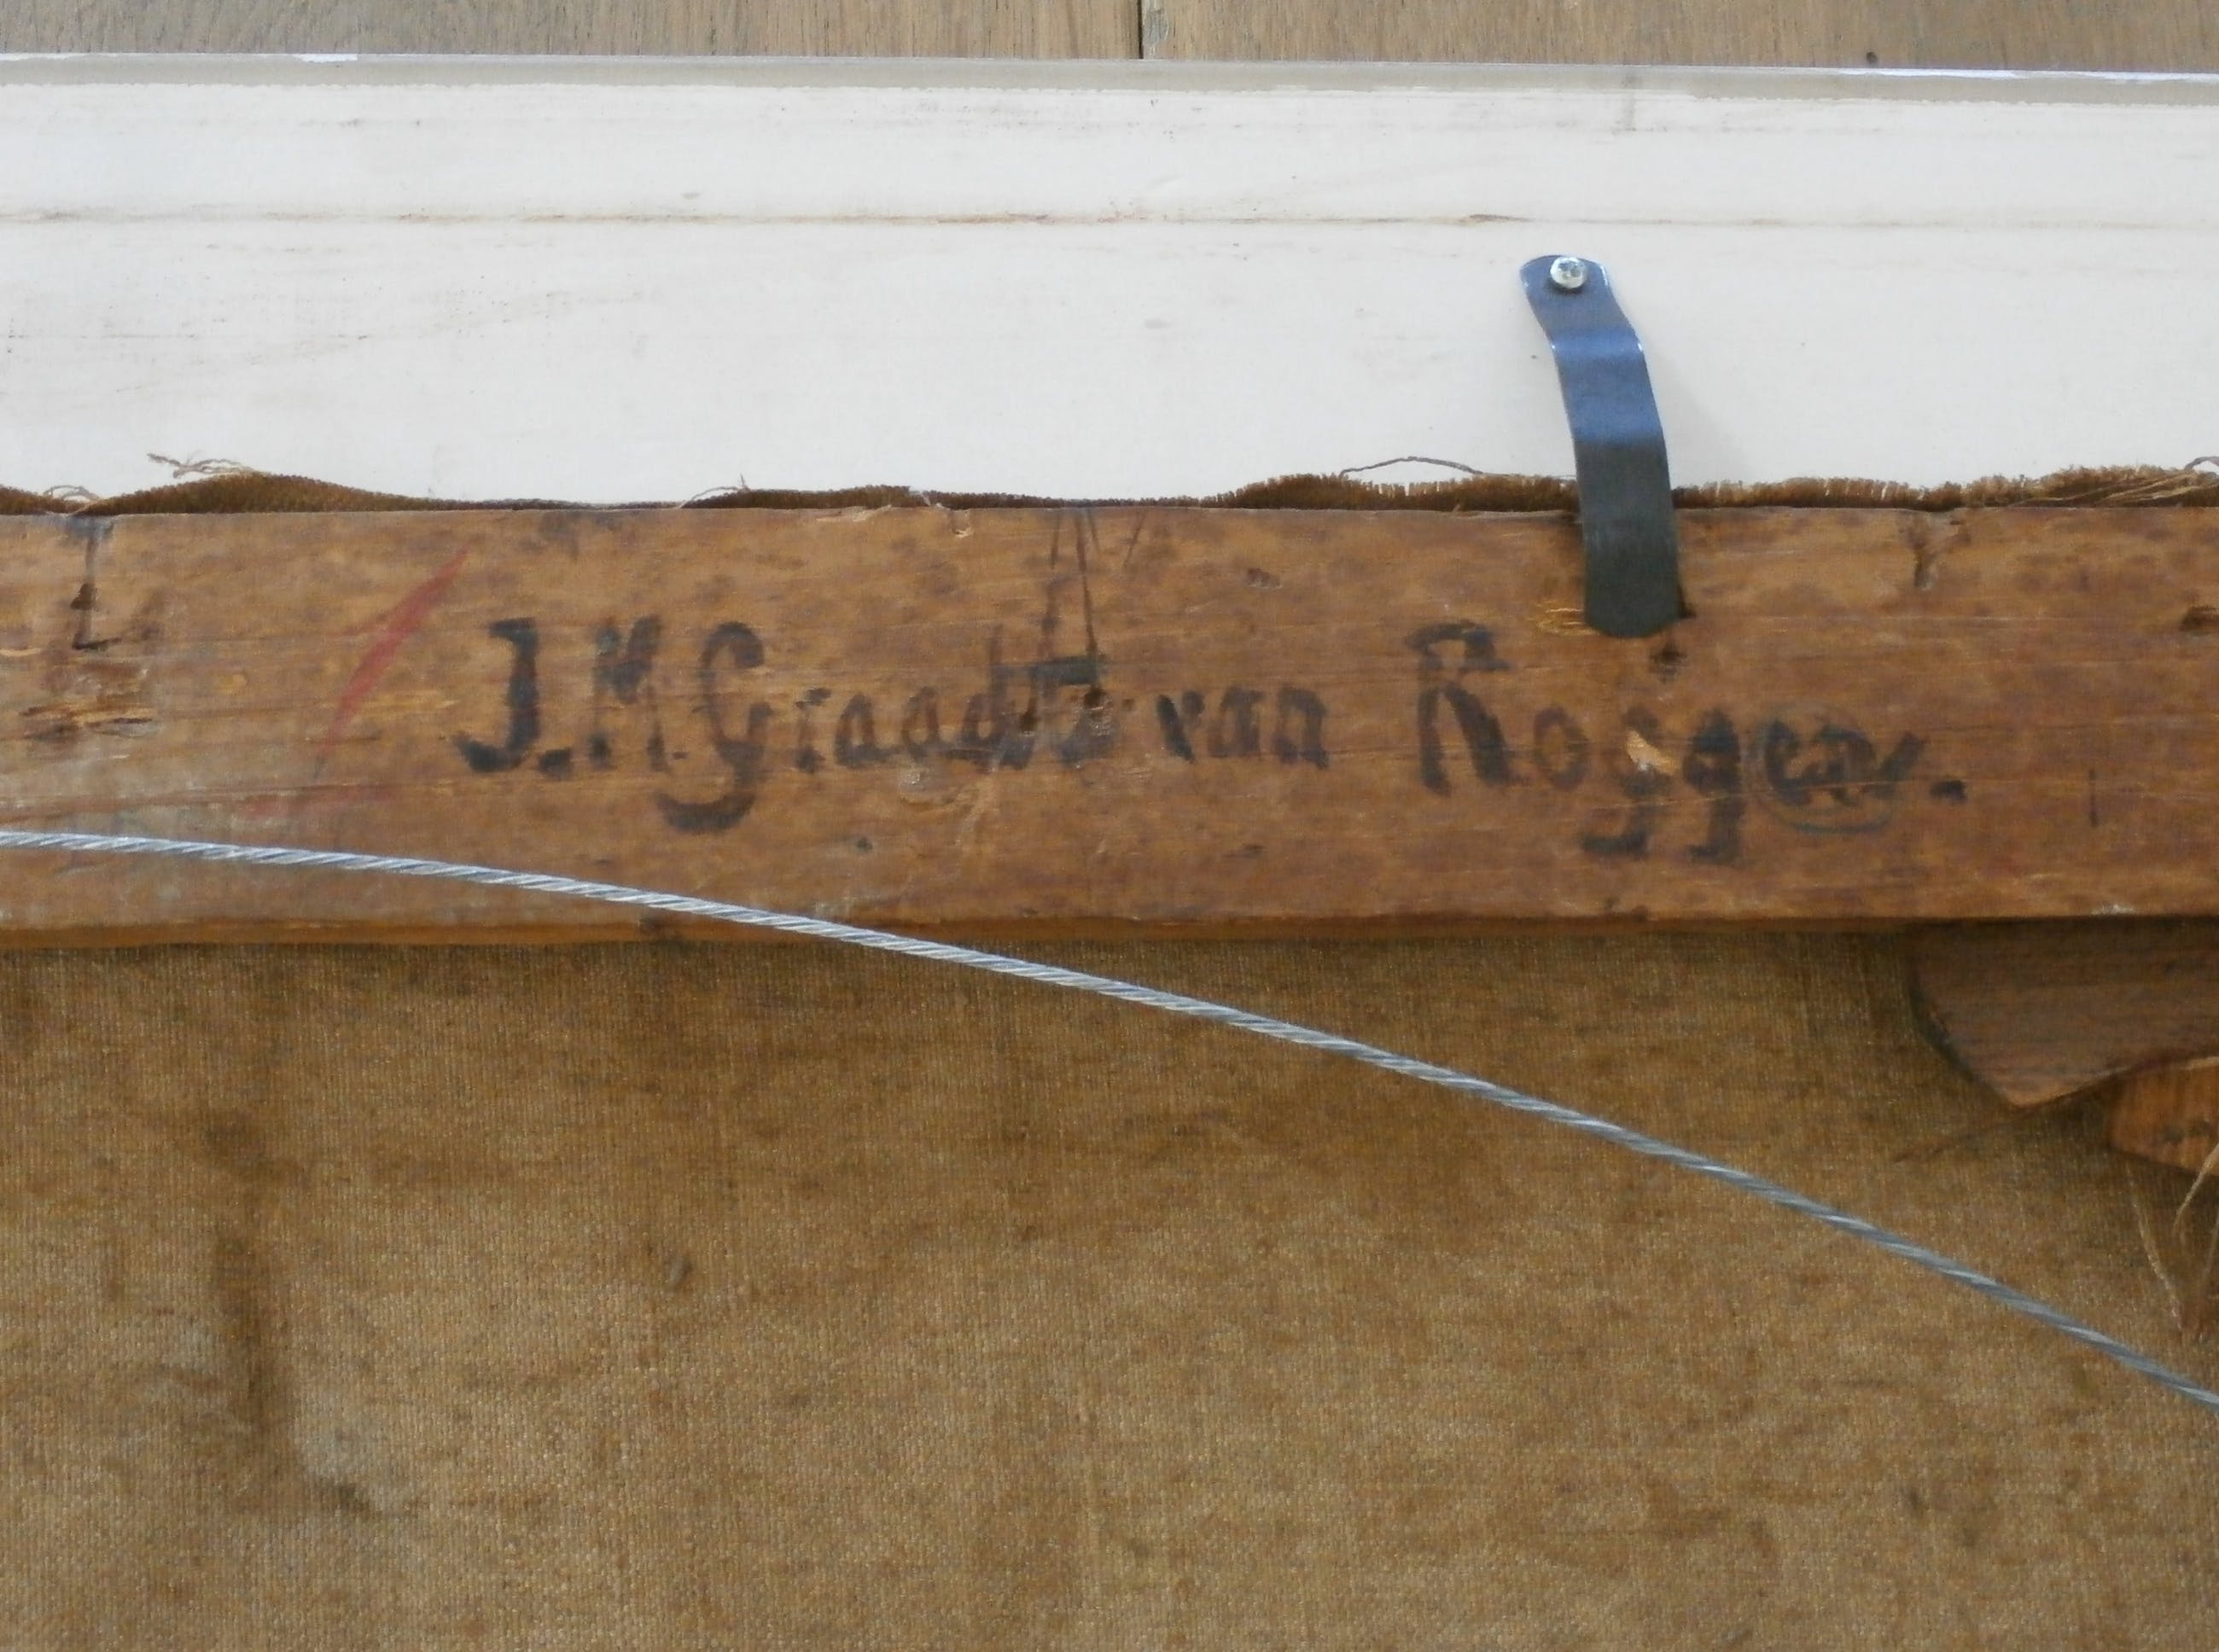 J.M. Graadt van Roggen.